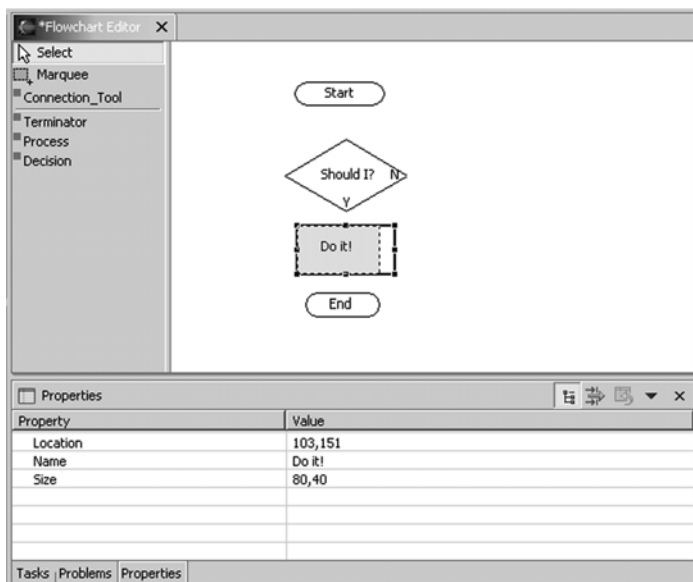 *Flowchart Editor
Select
Marquee
Connection_Tool
Terminator
Process
Decision
Start
Should I? N
Y
Do it!
End
Properties
Property Value
Location 103,151
Name Do it!
Size 80,40
Tasks Problems Properties